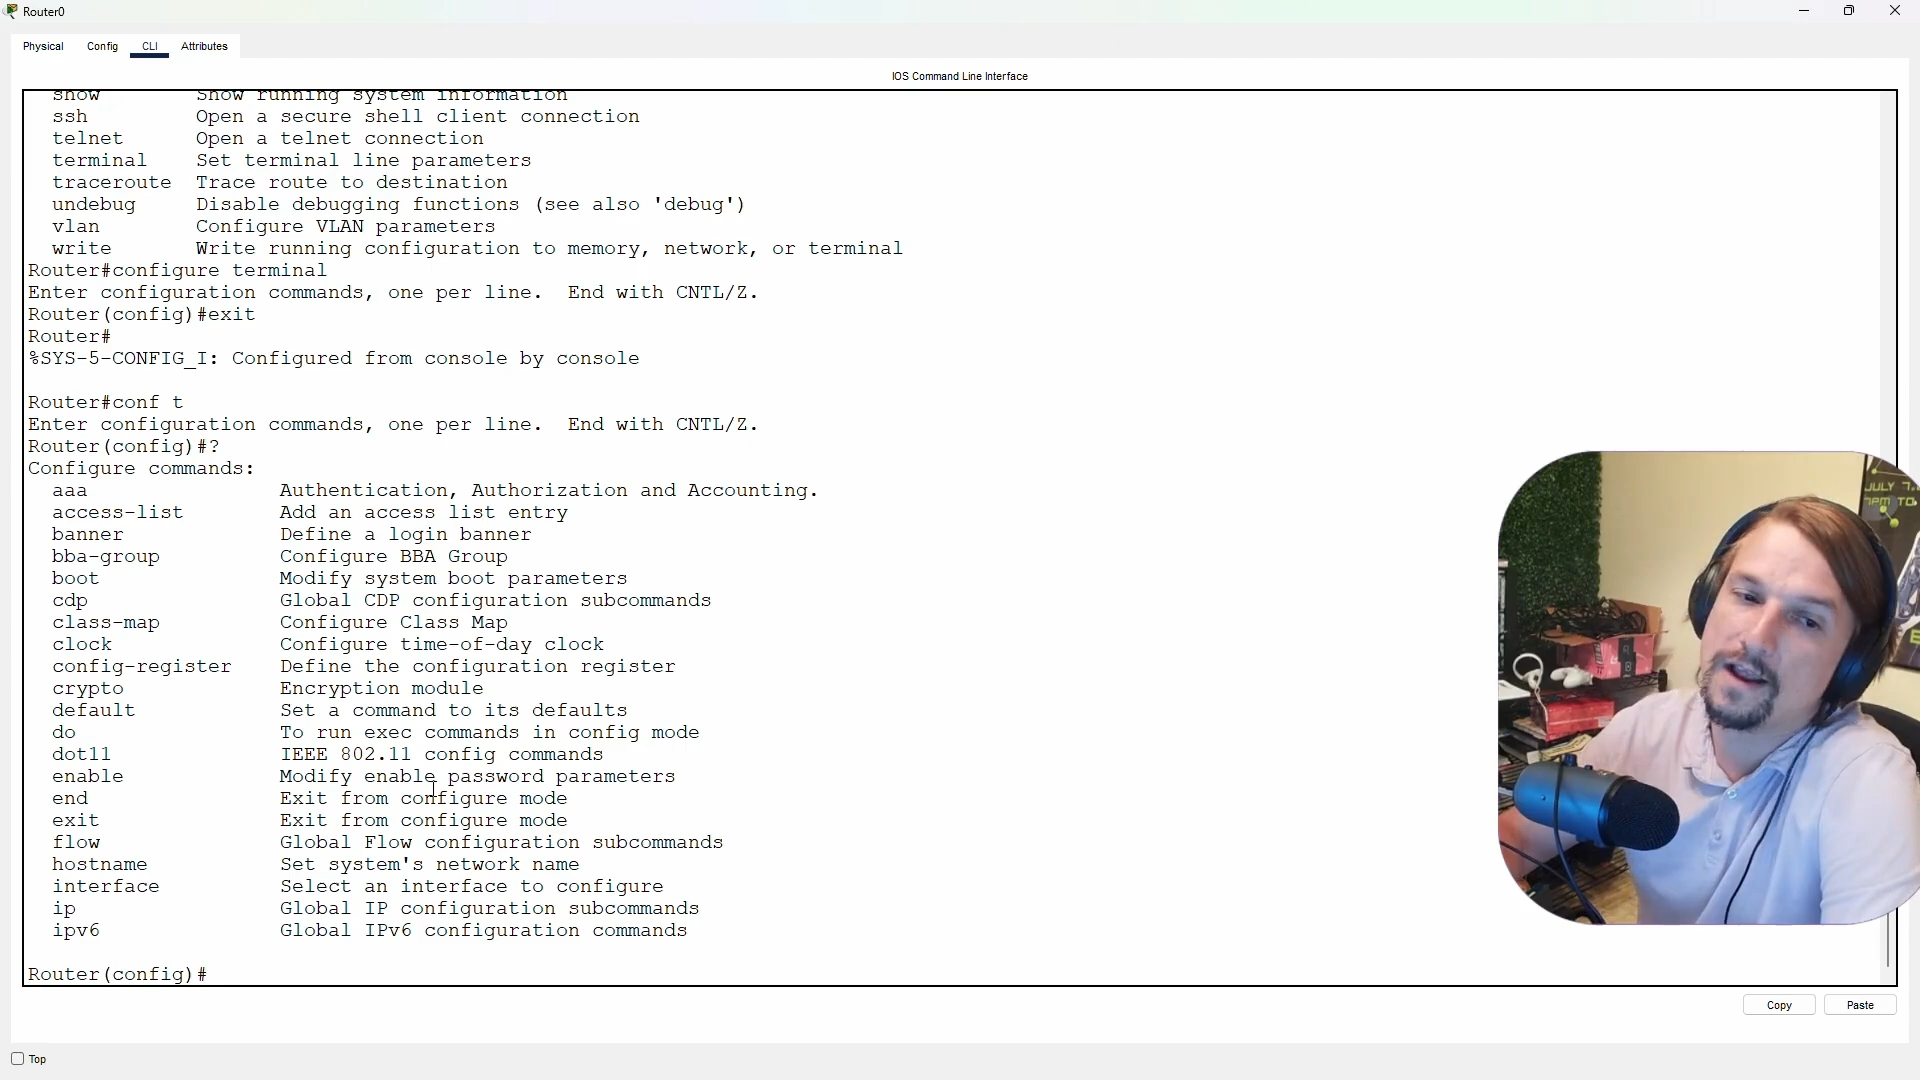 Router0
Physical Config CLI Attributes
IOS Command Line Interface
show Show running system information
ssh Open a secure shell client connection
telnet Open a telnet connection
terminal Set terminal line parameters
traceroute Trace route to destination
undebug Disable debugging functions (see also 'debug')
vlan Configure VLAN parameters
write Write running configuration to memory, network, or terminal
Router#configure terminal
Enter configuration commands, one per line. End with CNTL/Z.
Router(config)#exit
Router#
%SYS-5-CONFIG_I: Configured from console by console
Router#conf t
Enter configuration commands, one per line. End with CNTL/Z.
Router(config)#?
Configure commands:
aaa Authentication, Authorization and Accounting.
access-list Add an access list entry
banner Define a login banner
bba-group Configure BBA Group
boot Modify system boot parameters
cdp Global CDP configuration subcommands
class-map Configure Class Map
clock Configure time-of-day clock
config-register Define the configuration register
crypto Encryption module
default Set a command to its defaults
do To run exec commands in config mode
dot11 IEEE 802.11 config commands
enable Modify enable password parameters
end Exit from configure mode
exit Exit from configure mode
flow Global Flow configuration subcommands
hostname Set system's network name
interface Select an interface to configure
ip Global IP configuration subcommands
ipv6 Global IPv6 configuration commands
Router(config)#
JULY 7
7PM TO
Copy Paste
Top